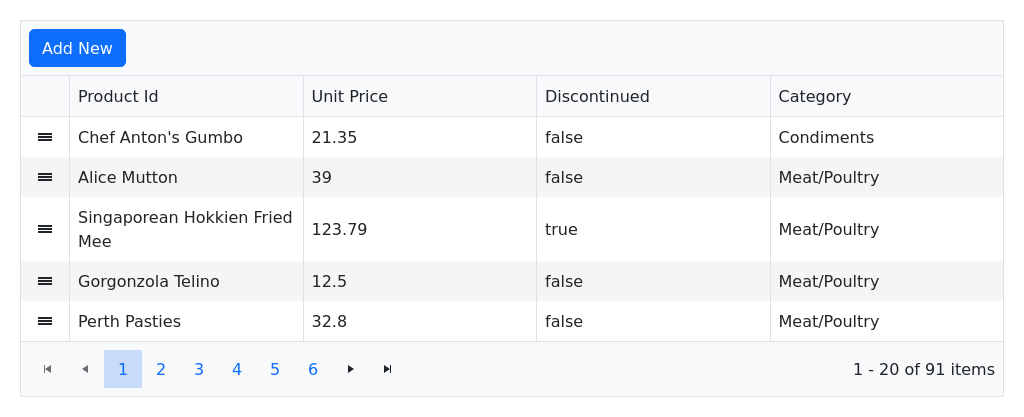 Add New
Product Id Unit Price Discontinued Category
Chef Anton's Gumbo 21.35 false Condiments
Alice Mutton 39 false Meat/Poultry
Singaporean Hokkien Fried
Mee 123.79 true Meat/Poultry
Gorgonzola Telino 12.5 false Meat/Poultry
Perth Pasties 32.8 false Meat/Poultry
1 2 3 4 5 6 1 - 20 of 91 items